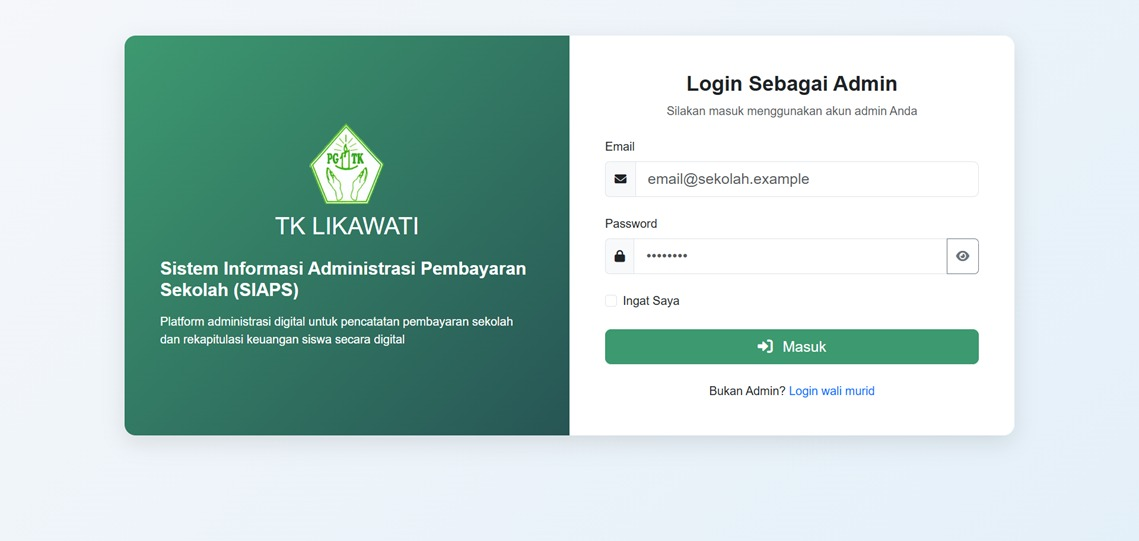 PG TK
TK LIKAWATI
Sistem Informasi Administrasi Pembayaran
Sekolah (SIAPS)
Platform administrasi digital untuk pencatatan pembayaran sekolah
dan rekapitulasi keuangan siswa secara digital
Login Sebagai Admin
Silakan masuk menggunakan akun admin Anda
Email
email@sekolah.example
Password
••••••••
Ingat Saya
Masuk
Bukan Admin? Login wali murid